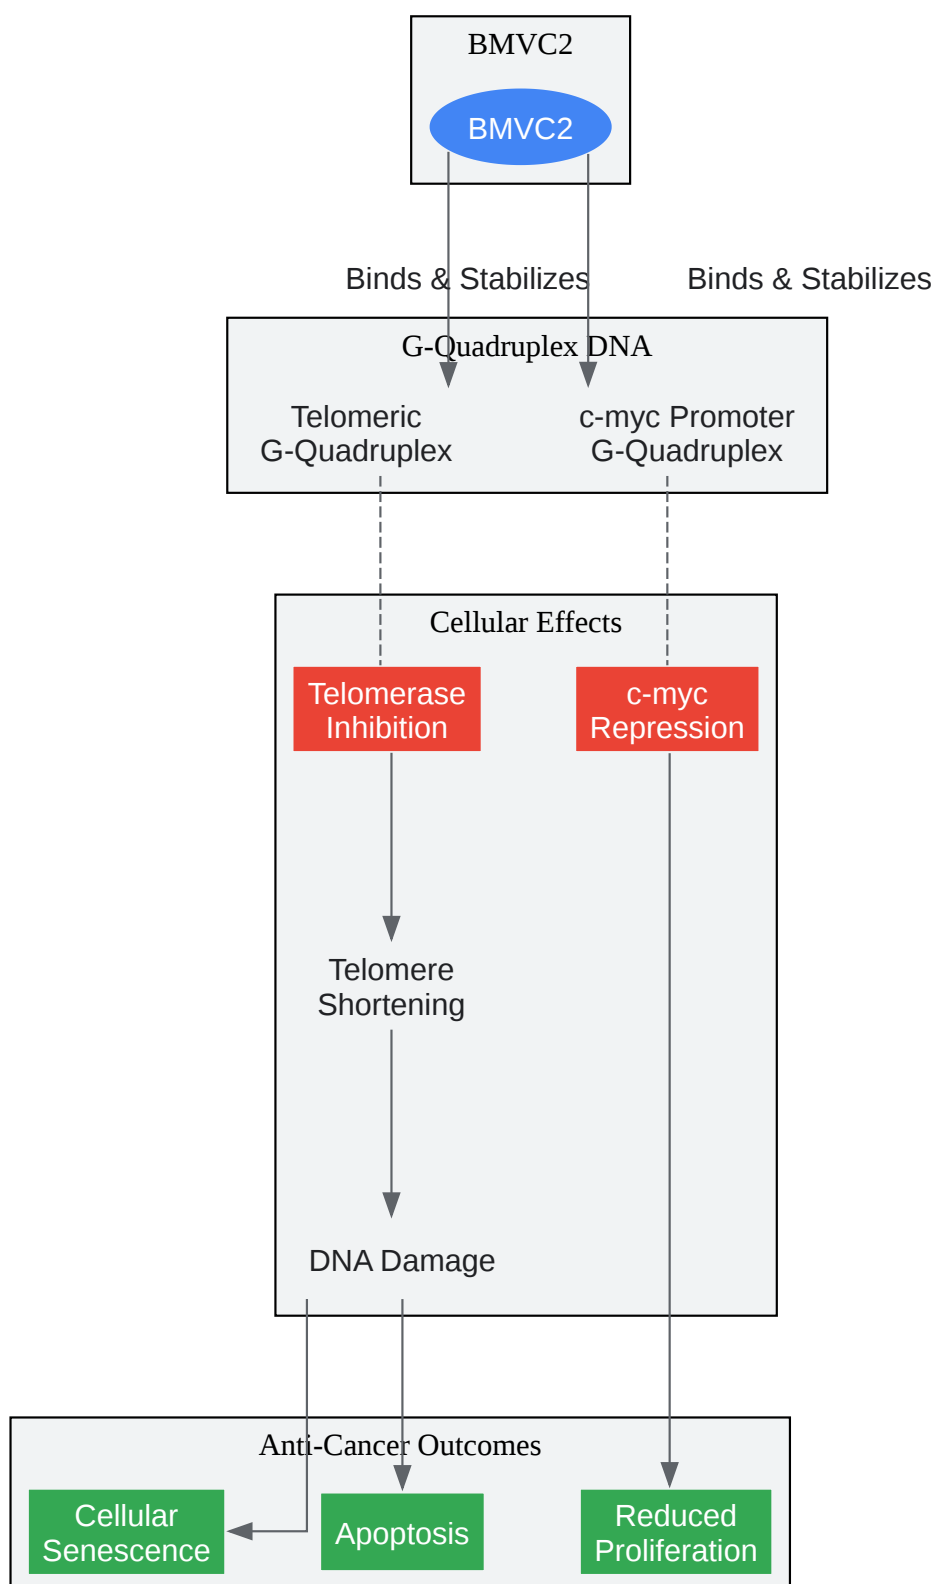 BMVC2
BMVC2
Binds & Stabilizes
Binds & Stabilizes
G-Quadruplex DNA
Telomeric
G-Quadruplex
c-myc Promoter
G-Quadruplex
Cellular Effects
Telomerase
Inhibition
c-myc
Repression
Telomere
Shortening
DNA Damage
Anti-Cancer Outcomes
Cellular
Senescence
Apoptosis
Reduced
Proliferation